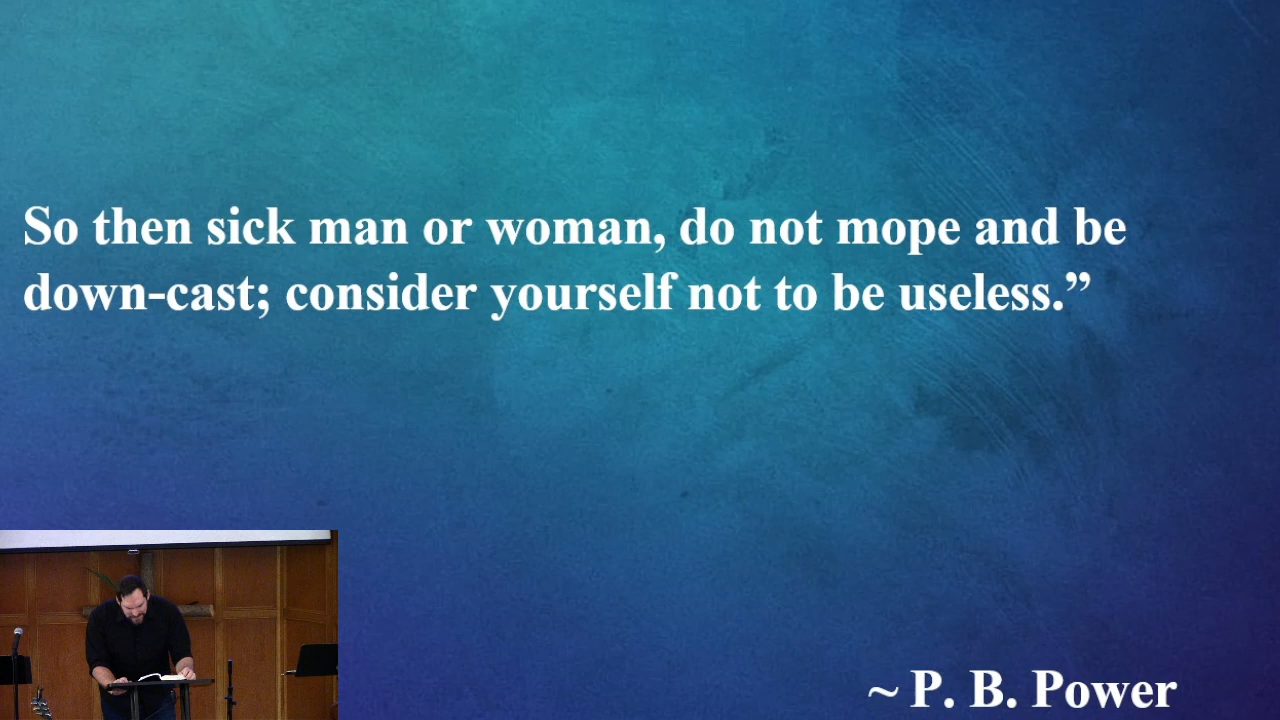 So then sick man or woman, do not mope and be
down-cast; consider yourself not to be useless.”
~ P. B. Power